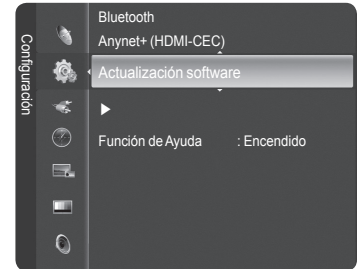 Configuración
Bluetooth
Anynet+ (HDMI-CEC)
Actualización software
Función de Ayuda : Encendido